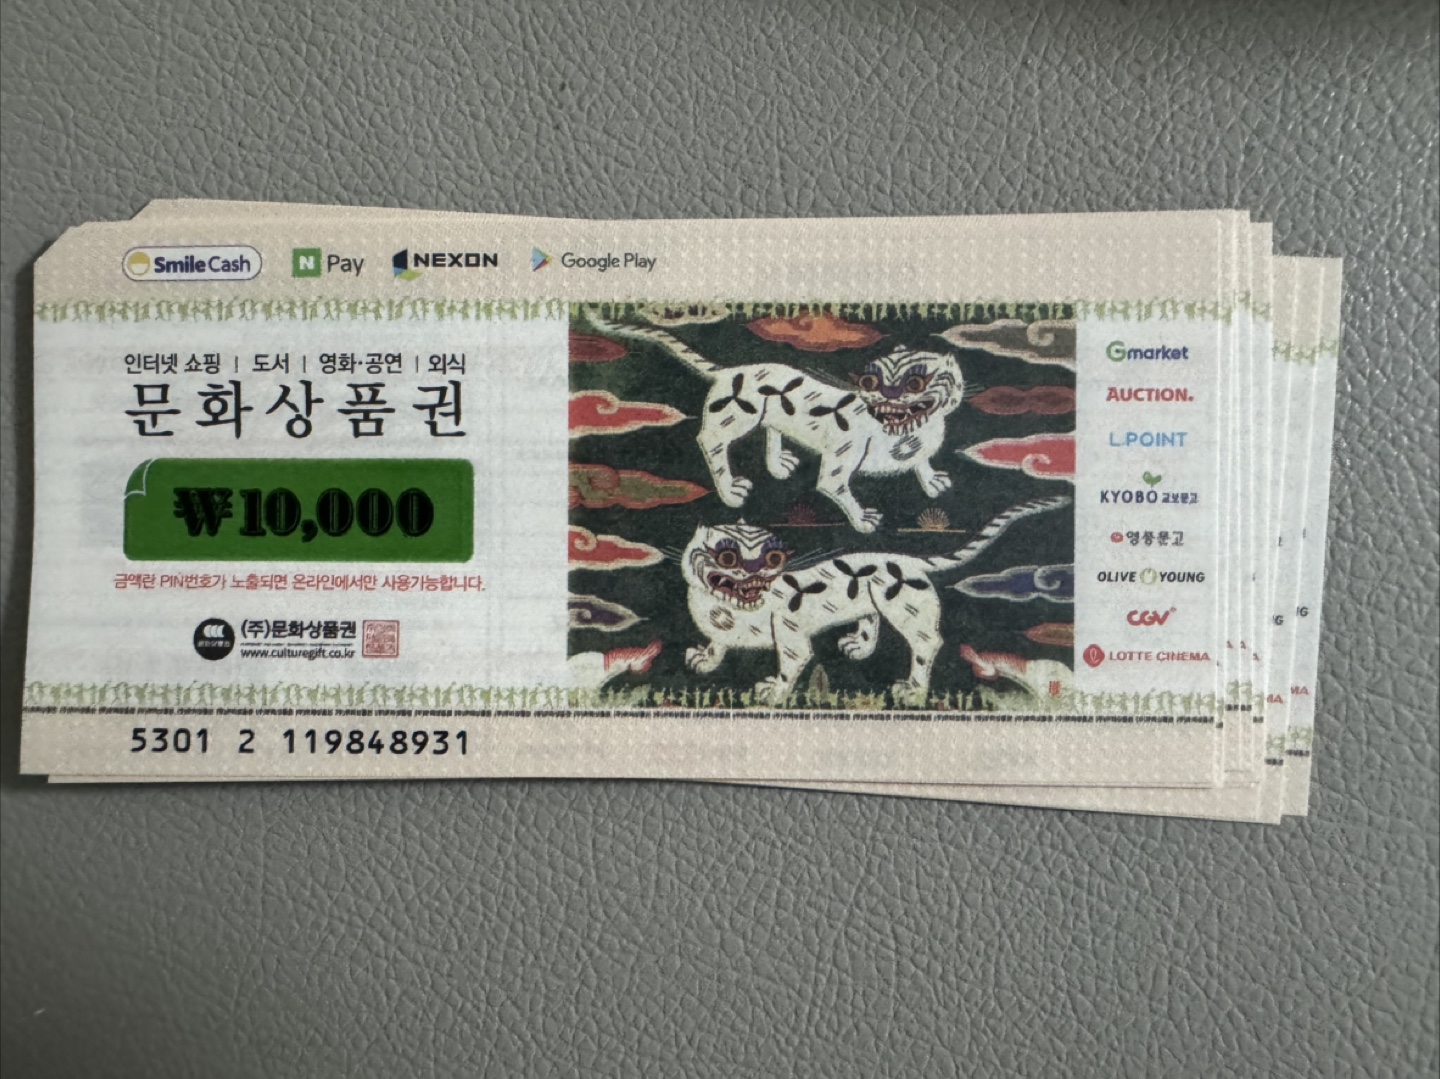 SmileCash N Pay NEXON Google Play
인터넷 쇼핑 | 도서 | 영화·공연 | 외식
문화상품권
₩10,000
금액란 PIN번호가 노출되면 온라인에서만 사용가능합니다.
(주)문화상품권
www.culturegift.co.kr
5301 2 119848931
Gmarket
AUCTION.
L.POINT
KYOBO 교보문고
영풍문고
OLIVE YOUNG
CGV
LOTTE CINEMA